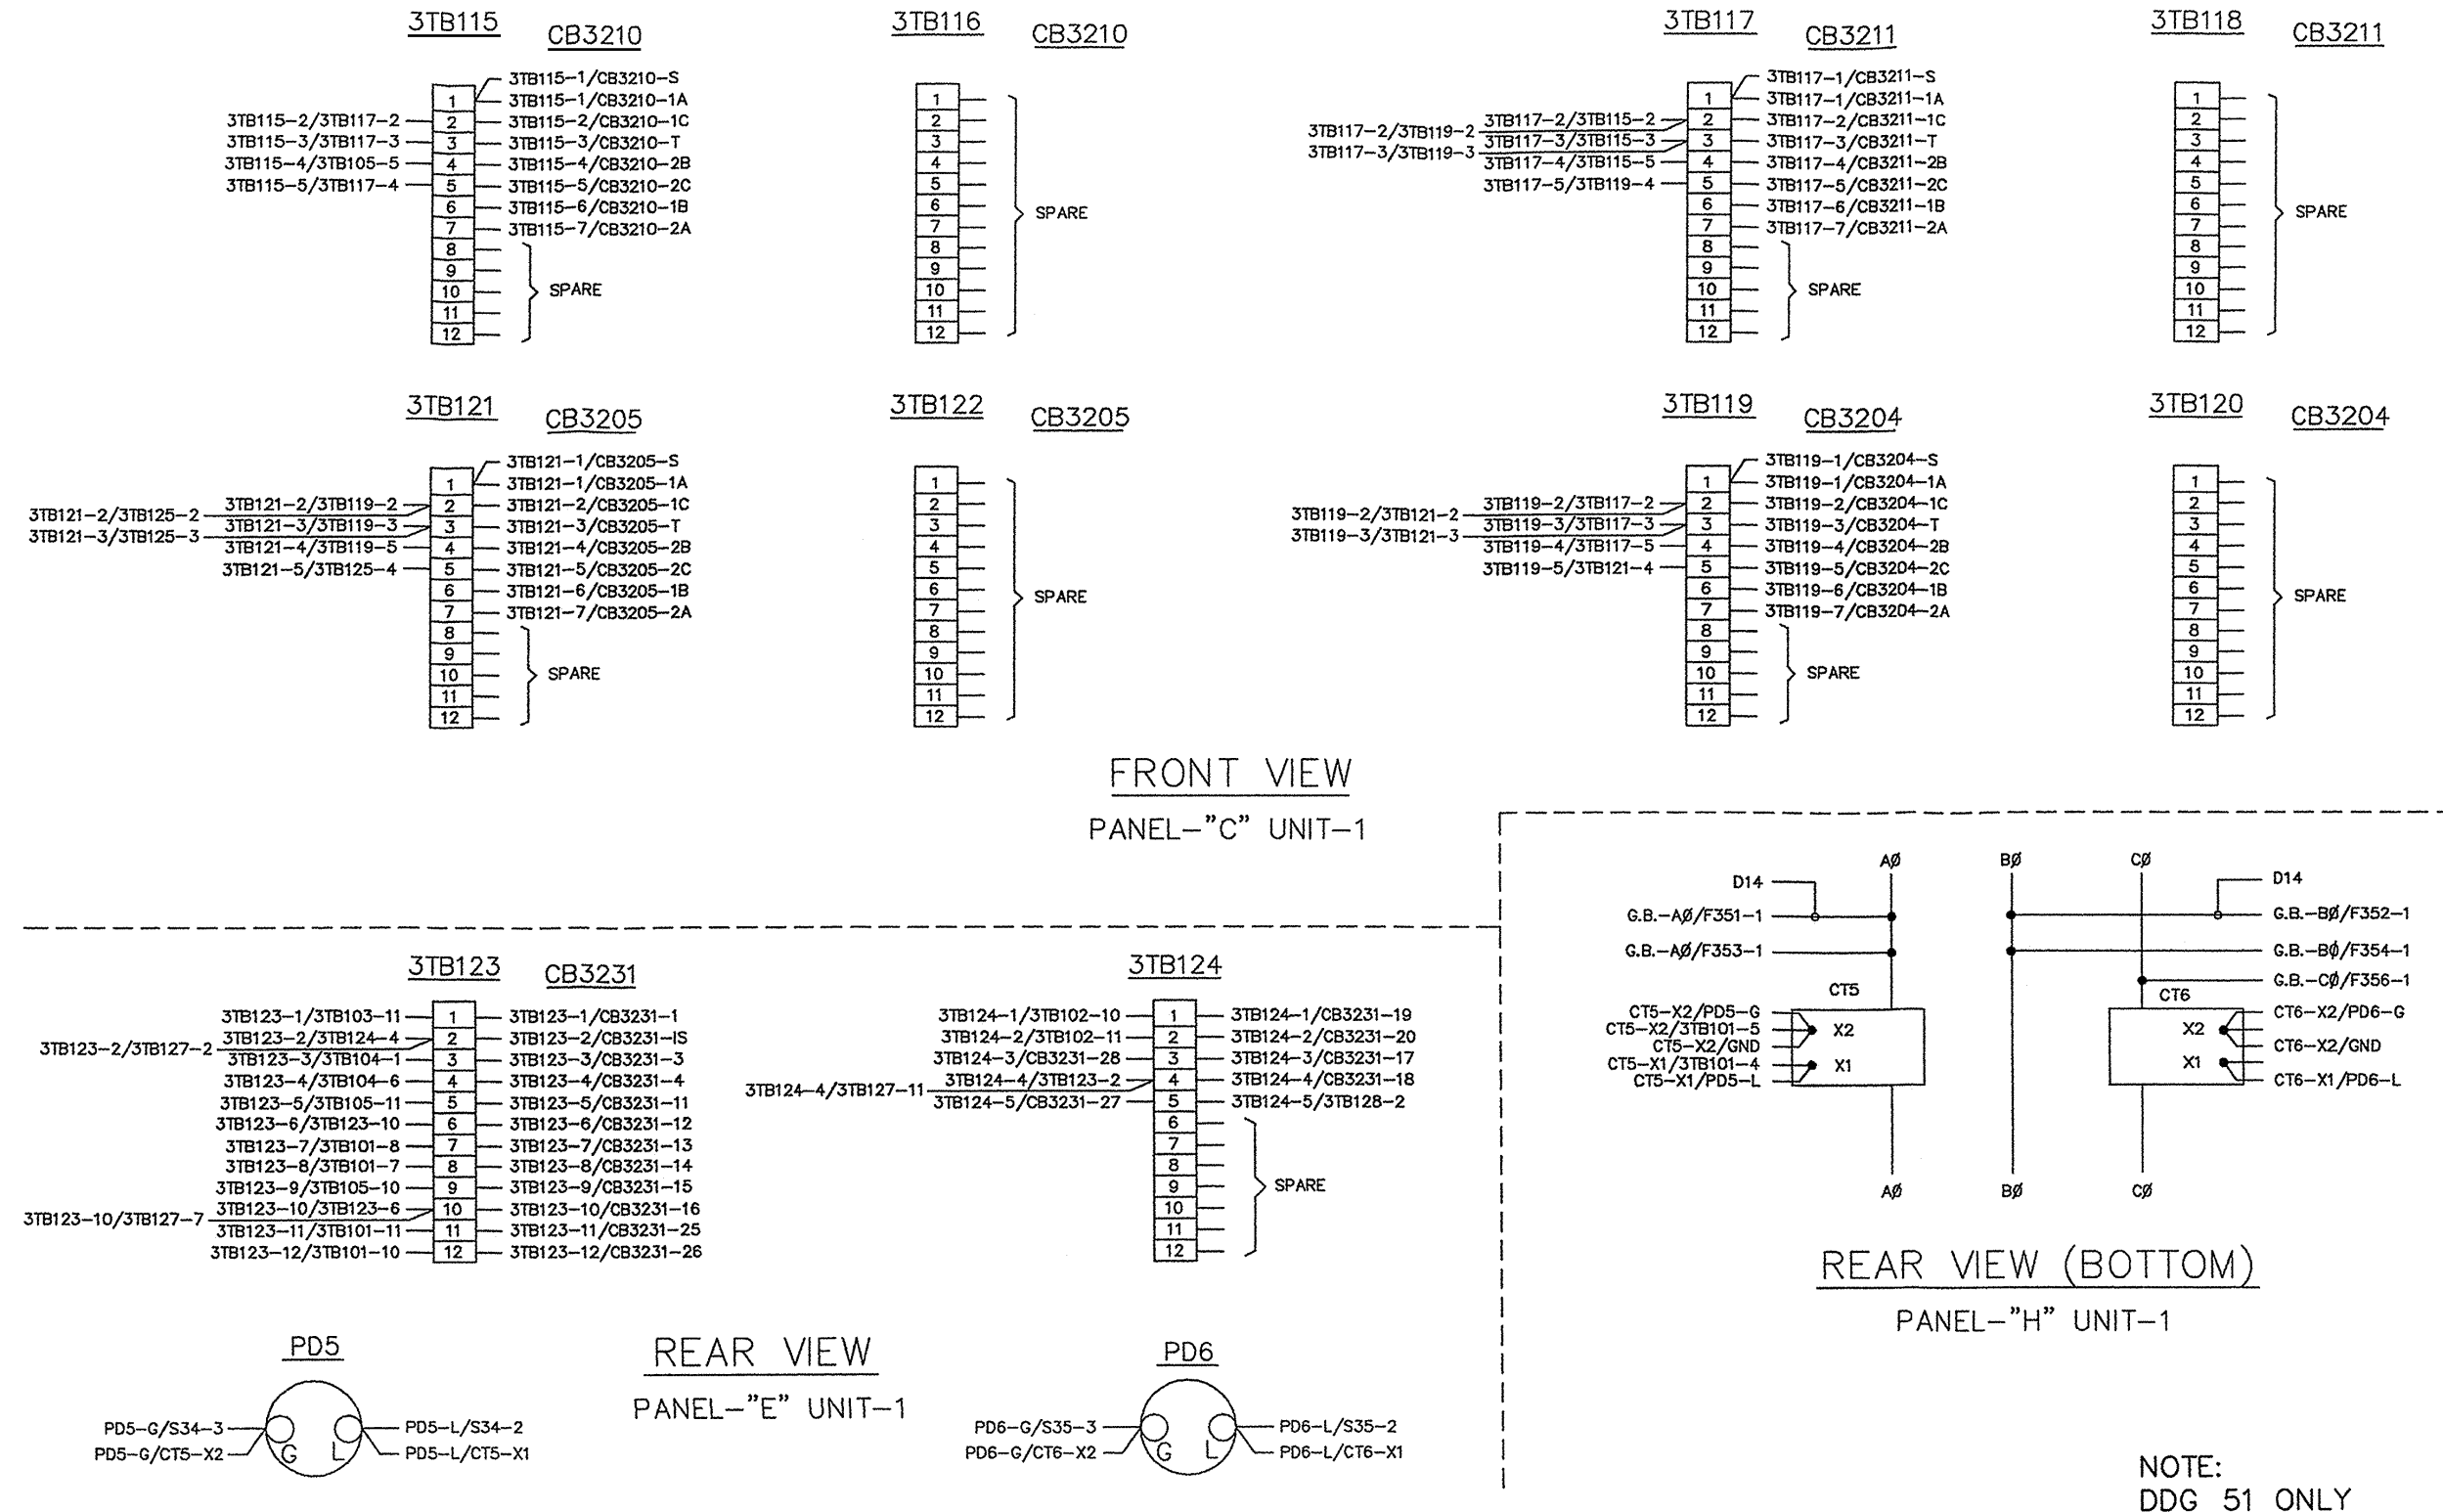 3TB115
CB3210
3TB115-1/CB3210-S
1 3TB115-1/CB3210-1A
3TB115-2/3TB117-2 2 3TB115-2/CB3210-1C
3TB115-3/3TB117-3 3 3TB115-3/CB3210-T
3TB115-4/3TB105-5 4 3TB115-4/CB3210-2B
3TB115-5/3TB117-4 5 3TB115-5/CB3210-2C
6 3TB115-6/CB3210-1B
7 3TB115-7/CB3210-2A
8
9
10 SPARE
11
12
3TB116
CB3210
1
2
3
4
5
6 SPARE
7
8
9
10
11
12
3TB117
CB3211
3TB117-1/CB3211-S
1 3TB117-1/CB3211-1A
3TB117-2/3TB115-2 2 3TB117-2/CB3211-1C
3TB117-2/3TB119-2
3TB117-3/3TB115-3 3 3TB117-3/CB3211-T
3TB117-3/3TB119-3
3TB117-4/3TB115-5 4 3TB117-4/CB3211-2B
3TB117-5/3TB119-4 5 3TB117-5/CB3211-2C
6 3TB117-6/CB3211-1B
7 3TB117-7/CB3211-2A
8
9
10 SPARE
11
12
3TB118
CB3211
1
2
3
4
5
6 SPARE
7
8
9
10
11
12
3TB121
CB3205
3TB121-1/CB3205-S
1 3TB121-1/CB3205-1A
3TB121-2/3TB119-2 2 3TB121-2/CB3205-1C
3TB121-2/3TB125-2
3TB121-3/3TB119-3 3 3TB121-3/CB3205-T
3TB121-3/3TB125-3
3TB121-4/3TB119-5 4 3TB121-4/CB3205-2B
3TB121-5/3TB125-4 5 3TB121-5/CB3205-2C
6 3TB121-6/CB3205-1B
7 3TB121-7/CB3205-2A
8
9
10 SPARE
11
12
3TB122
CB3205
1
2
3
4
5
6 SPARE
7
8
9
10
11
12
3TB119
CB3204
3TB119-1/CB3204-S
1 3TB119-1/CB3204-1A
3TB119-2/3TB117-2 2 3TB119-2/CB3204-1C
3TB119-2/3TB121-2
3TB119-3/3TB117-3 3 3TB119-3/CB3204-T
3TB119-3/3TB121-3
3TB119-4/3TB117-5 4 3TB119-4/CB3204-2B
3TB119-5/3TB121-4 5 3TB119-5/CB3204-2C
6 3TB119-6/CB3204-1B
7 3TB119-7/CB3204-2A
8
9
10 SPARE
11
12
3TB120
CB3204
1
2
3
4
5
6 SPARE
7
8
9
10
11
12
FRONT VIEW
PANEL-"C" UNIT-1
3TB123
CB3231
3TB123-1/3TB103-11 1 3TB123-1/CB3231-1
3TB123-2/3TB124-4 2 3TB123-2/CB3231-IS
3TB123-2/3TB127-2
3TB123-3/3TB104-1 3 3TB123-3/CB3231-3
3TB123-4/3TB104-6 4 3TB123-4/CB3231-4
3TB123-5/3TB105-11 5 3TB123-5/CB3231-11
3TB123-6/3TB123-10 6 3TB123-6/CB3231-12
3TB123-7/3TB101-8 7 3TB123-7/CB3231-13
3TB123-8/3TB101-7 8 3TB123-8/CB3231-14
3TB123-9/3TB105-10 9 3TB123-9/CB3231-15
3TB123-10/3TB123-6 10 3TB123-10/CB3231-16
3TB123-10/3TB127-7
3TB123-11/3TB101-11 11 3TB123-11/CB3231-25
3TB123-12/3TB101-10 12 3TB123-12/CB3231-26
3TB124
3TB124-1/3TB102-10 1 3TB124-1/CB3231-19
3TB124-2/3TB102-11 2 3TB124-2/CB3231-20
3TB124-3/CB3231-28 3 3TB124-3/CB3231-17
3TB124-4/3TB123-2 4 3TB124-4/CB3231-18
3TB124-4/3TB127-11
3TB124-5/CB3231-27 5 3TB124-5/3TB128-2
6
7
8
9 SPARE
10
11
12
PD5
PD5-G/S34-3 PD5-L/S34-2
PD5-G/CT5-X2 G L PD5-L/CT5-X1
REAR VIEW
PANEL-"E" UNIT-1
PD6
PD6-G/S35-3 PD6-L/S35-2
PD6-G/CT6-X2 G L PD6-L/CT6-X1
AØ BØ CØ
D14 D14
G.B.-AØ/F351-1 G.B.-BØ/F352-1
G.B.-AØ/F353-1 G.B.-BØ/F354-1
G.B.-CØ/F356-1
CT5 CT6
CT5-X2/PD5-G CT6-X2/PD6-G
CT5-X2/3TB101-5 X2 X2
CT5-X2/GND CT6-X2/GND
CT5-X1/3TB101-4 X1 X1
CT5-X1/PD5-L CT6-X1/PD6-L
AØ BØ CØ
REAR VIEW (BOTTOM)
PANEL-"H" UNIT-1
NOTE:
DDG 51 ONLY